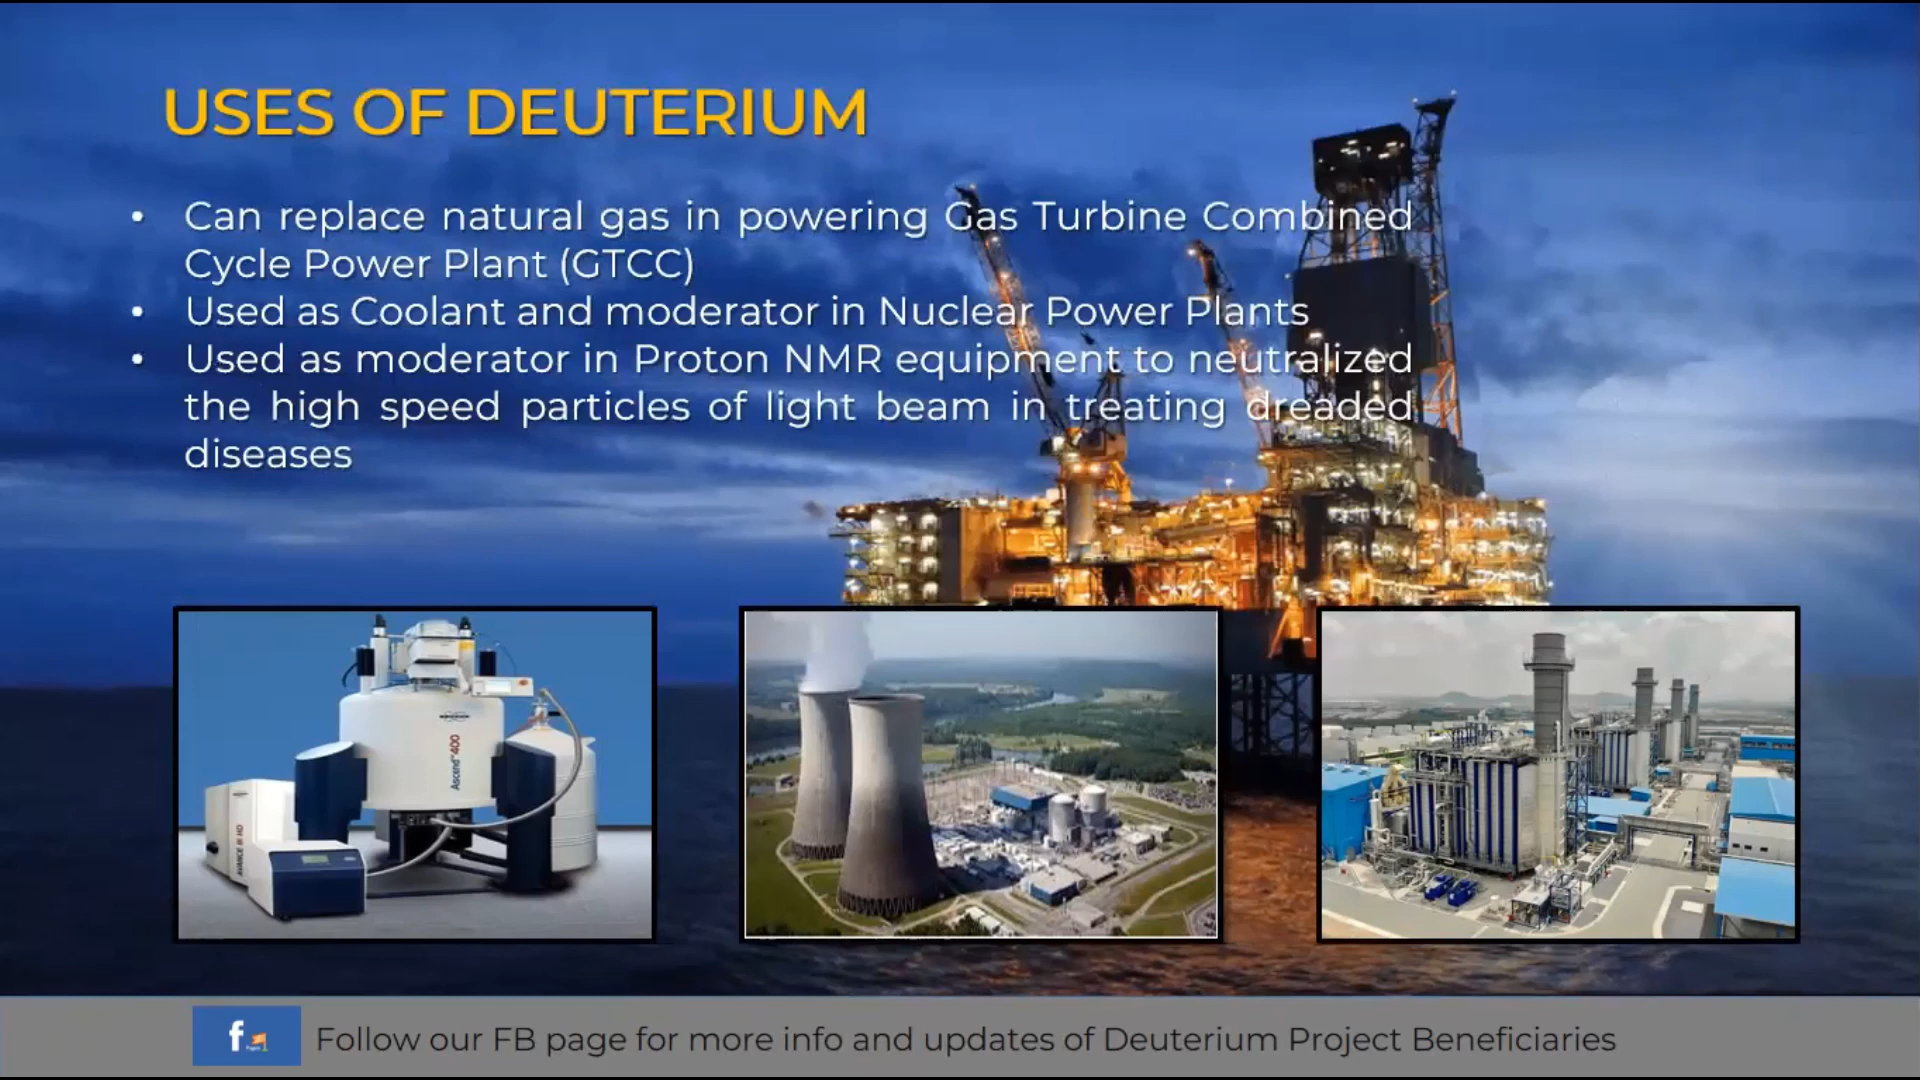 USES OF DEUTERIUM
• Can replace natural gas in powering Gas Turbine Combined
Cycle Power Plant (GTCC)
• Used as Coolant and moderator in Nuclear Power Plants
• Used as moderator in Proton NMR equipment to neutralized
the high speed particles of light beam in treating dreaded
diseases
Ascend 400
AVANCE III HD
f
Follow our FB page for more info and updates of Deuterium Project Beneficiaries